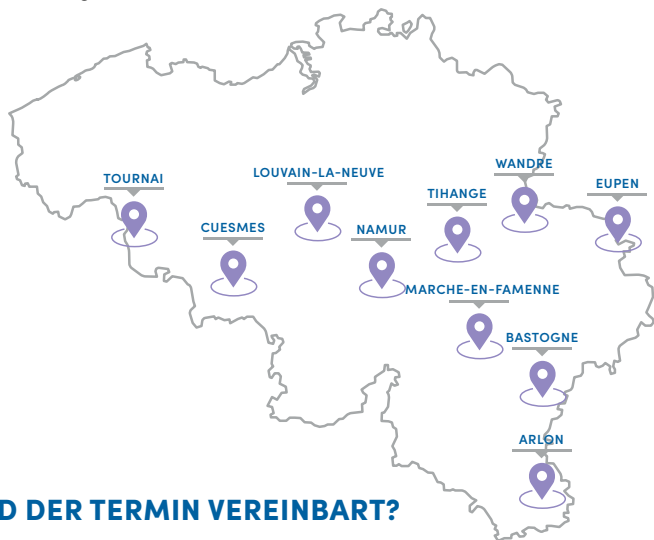 WANDRE
LOUVAIN-LA-NEUVE
TOURNAI
EUPEN
TIHANGE
CUESMES
NAMUR
MARCHE-EN-FAMENNE
BASTOGNE
ARLON
D DER TERMIN VEREINBART?